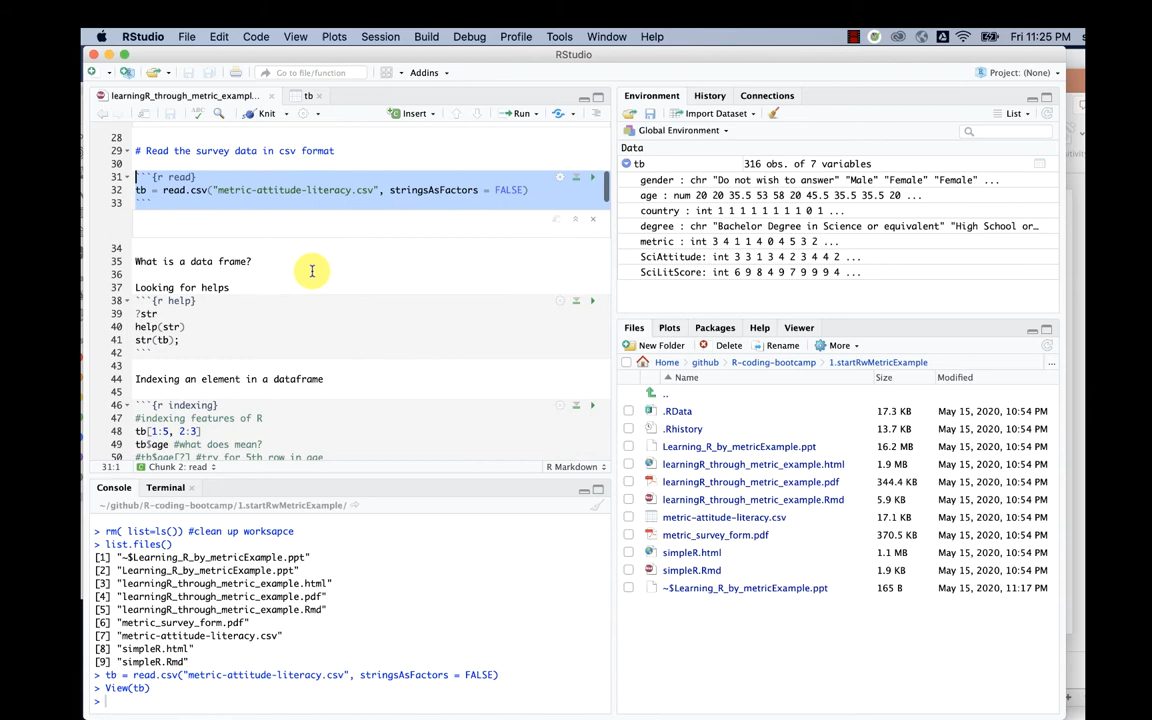 RStudio File Edit Code View Plots Session Build Debug Profile Tools Window Help Fri 11:25 PM
RStudio
Go to file/function Addins Project: (None)
learningR_through_metric_exampl... tb
Knit Insert Run
28
29 # Read the survey data in csv format
30
31 ```{r read}
32 tb = read.csv("metric-attitude-literacy.csv", stringsAsFactors = FALSE)
33 ```
34
35 What is a data frame?
36
37 Looking for helps
38 ```{r help}
39 ?str
40 help(str)
41 str(tb);
42 ```
43
44 Indexing an element in a dataframe
45
46 ```{r indexing}
47 #indexing features of R
48 tb[1:5, 2:3]
49 tb$age #what does mean?
50 #tb$age[?] #try for 5th row in age
31:1 Chunk 2: read R Markdown
Console Terminal
~/github/R-coding-bootcamp/1.startRwMetricExample/
> rm( list=ls()) #clean up worksapce
> list.files()
[1] "~$Learning_R_by_metricExample.ppt"
[2] "Learning_R_by_metricExample.ppt"
[3] "learningR_through_metric_example.html"
[4] "learningR_through_metric_example.pdf"
[5] "learningR_through_metric_example.Rmd"
[6] "metric_survey_form.pdf"
[7] "metric-attitude-literacy.csv"
[8] "simpleR.html"
[9] "simpleR.Rmd"
> tb = read.csv("metric-attitude-literacy.csv", stringsAsFactors = FALSE)
> View(tb)
>
Environment History Connections
Import Dataset List
Global Environment
Data
tb 316 obs. of 7 variables
gender : chr "Do not wish to answer" "Male" "Female" "Female" ...
age : num 20 20 35.5 53 58 20 45.5 35.5 35.5 20 ...
country : int 1 1 1 1 1 1 1 1 0 1 ...
degree : chr "Bachelor Degree in Science or equivalent" "High School or...
metric : int 3 4 1 1 4 0 4 5 3 2 ...
SciAttitude: int 3 3 1 3 4 2 3 4 4 2 ...
SciLitScore: int 6 9 8 4 9 7 9 9 9 4 ...
Files Plots Packages Help Viewer
New Folder Delete Rename More
Home github R-coding-bootcamp 1.startRwMetricExample ...
Name Size Modified
..
.RData 17.3 KB May 15, 2020, 10:54 PM
.Rhistory 13.7 KB May 15, 2020, 10:54 PM
Learning_R_by_metricExample.ppt 16.2 MB May 15, 2020, 10:54 PM
learningR_through_metric_example.html 1.9 MB May 15, 2020, 10:54 PM
learningR_through_metric_example.pdf 344.4 KB May 15, 2020, 10:54 PM
learningR_through_metric_example.Rmd 5.9 KB May 15, 2020, 10:54 PM
metric-attitude-literacy.csv 17.1 KB May 15, 2020, 10:54 PM
metric_survey_form.pdf 370.5 KB May 15, 2020, 10:54 PM
simpleR.html 1.1 MB May 15, 2020, 10:54 PM
simpleR.Rmd 1.9 KB May 15, 2020, 10:54 PM
~$Learning_R_by_metricExample.ppt 165 B May 15, 2020, 11:17 PM